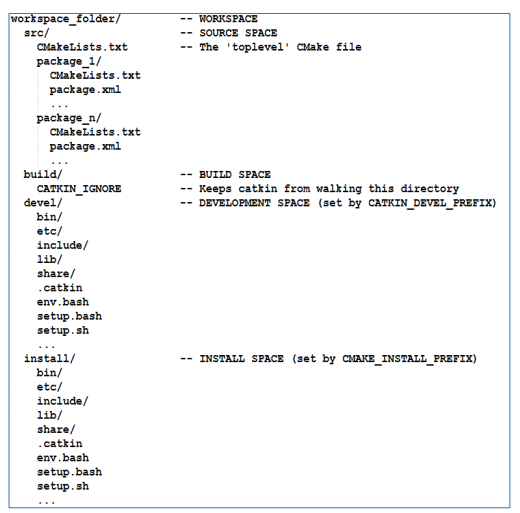 workspace_folder/ -- WORKSPACE
src/ -- SOURCE SPACE
CMakeLists.txt -- The 'toplevel' CMake file
package_1/
CMakeLists.txt
package.xml
...
package_n/
CMakeLists.txt
package.xml
...
build/ -- BUILD SPACE
CATKIN_IGNORE -- Keeps catkin from walking this directory
devel/ -- DEVELOPMENT SPACE (set by CATKIN_DEVEL_PREFIX)
bin/
etc/
include/
lib/
share/
.catkin
env.bash
setup.bash
setup.sh
...
install/ -- INSTALL SPACE (set by CMAKE_INSTALL_PREFIX)
bin/
etc/
include/
lib/
share/
.catkin
env.bash
setup.bash
setup.sh
...